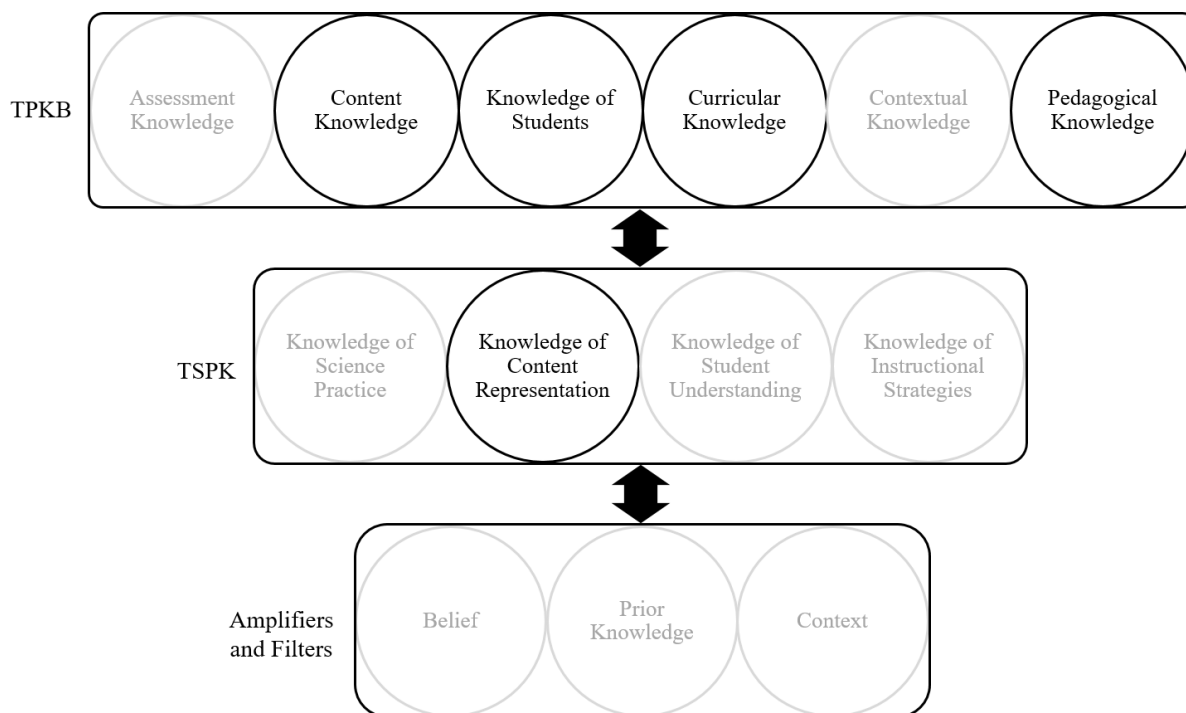 TPKB
Assessment
Knowledge
Content
Knowledge
Knowledge of
Students
Curricular
Knowledge
Contextual
Knowledge
Pedagogical
Knowledge
TSPK
Knowledge of
Science
Practice
Knowledge of
Content
Representation
Knowledge of
Student
Understanding
Knowledge of
Instructional
Strategies
Amplifiers
and Filters
Belief
Prior
Knowledge
Context